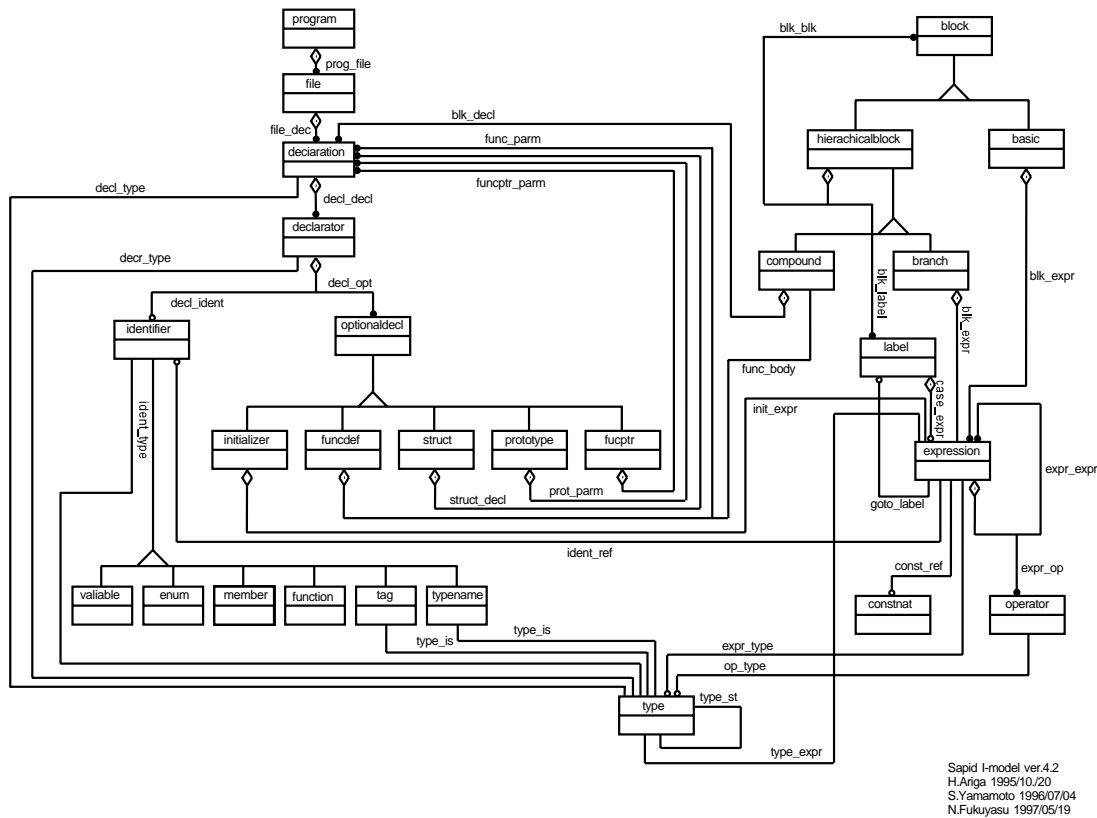 program
prog_file
file
file_dec
declaration
blk_decl
func_parm
funcptr_parm
decl_type
decl_decl
declarator
decr_type
decl_opt
decl_ident
identifier
optionaldecl
ident_type
initializer
funcdef
struct
prototype
fucptr
struct_decl
prot_parm
ident_ref
valiable
enum
member
function
tag
typename
type_is
type_is
blk_blk
block
hierachicalblock
basic
compound
branch
blk_label
blk_expr
blk_expr
label
func_body
case_expr
init_expr
expression
expr_expr
goto_label
const_ref
expr_op
constnat
operator
expr_type
op_type
type
type_st
type_expr
Sapid I-model ver.4.2
H.Ariga 1995/10./20
S.Yamamoto 1996/07/04
N.Fukuyasu 1997/05/19